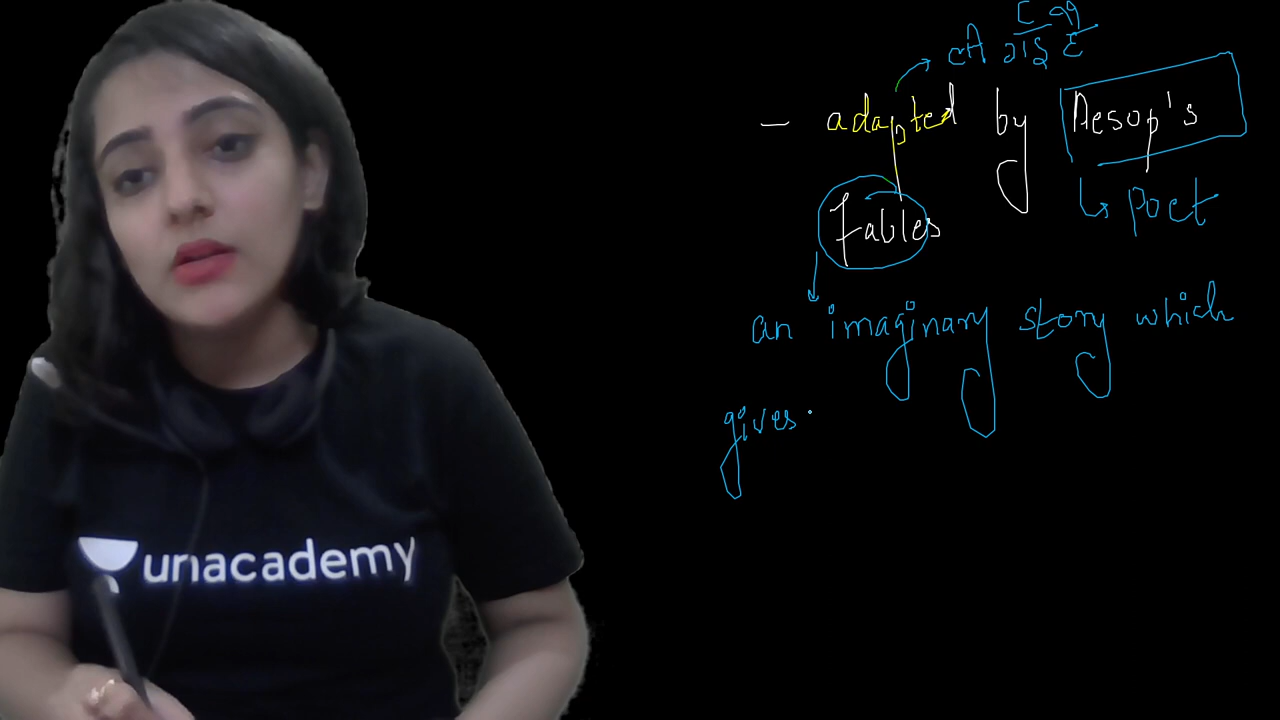 - adapted by Aesop's
↳ poet
Fables
an imaginary story which
gives
unacademy